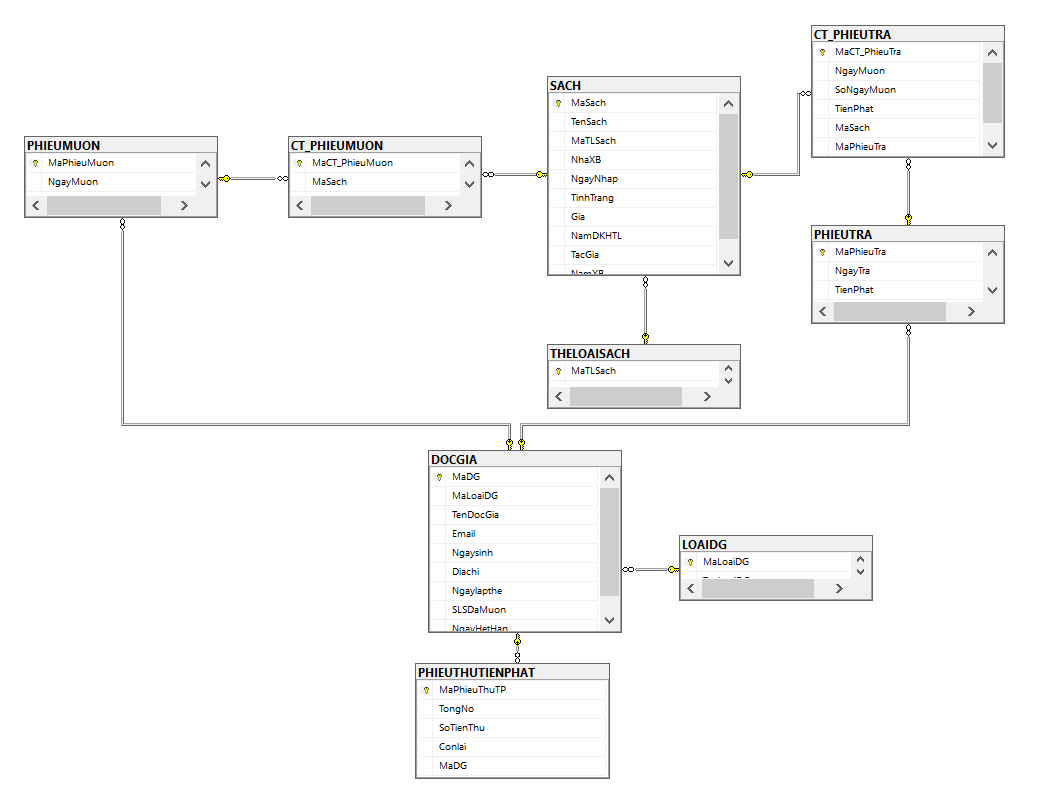 PHIEUMUON
MaPhieuMuon
NgayMuon
CT_PHIEUMUON
MaCT_PhieuMuon
MaSach
SACH
MaSach
TenSach
MaTLSach
NhaXB
NgayNhap
TinhTrang
Gia
NamDKHTL
TacGia
NamXB
CT_PHIEUTRA
MaCT_PhieuTra
NgayMuon
SoNgayMuon
TienPhat
MaSach
MaPhieuTra
PHIEUTRA
MaPhieuTra
NgayTra
TienPhat
THELOAISACH
MaTLSach
DOCGIA
MaDG
MaLoaiDG
TenDocGia
Email
Ngaysinh
Diachi
Ngaylapthe
SLSDaMuon
NgayHetHan
LOAIDG
MaLoaiDG
PHIEUTHUTIENPHAT
MaPhieuThuTP
TongNo
SoTienThu
Conlai
MaDG